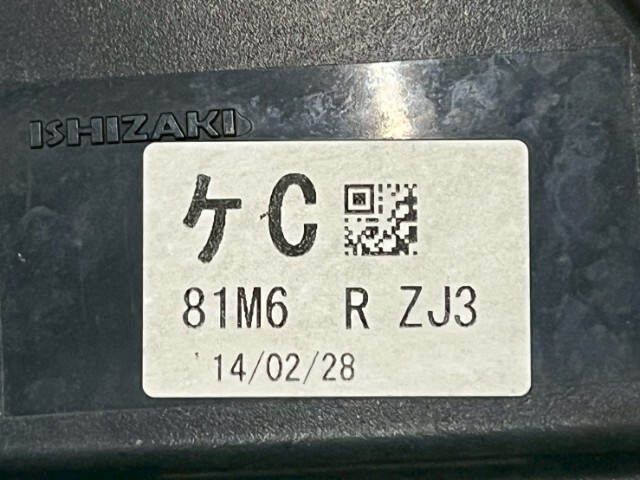 ISHIZAKI
ケC
81M6 R ZJ3
'14/02/28